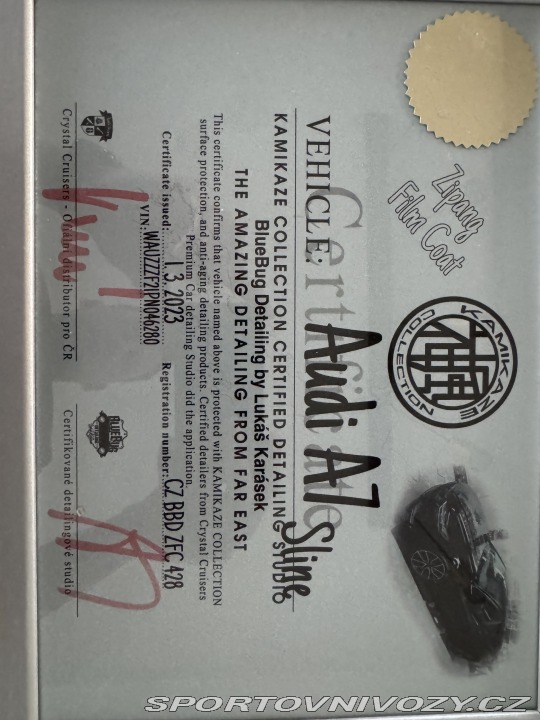 Zipang
Film Coat
KAMIKAZE
COLLECTION
Certificate
VEHICLE: Audi A7 Sline
KAMIKAZE COLLECTION CERTIFIED DETAILING STUDIO
BlueBug Detailing by Lukáš Karásek
THE AMAZING DETAILING FROM FAR EAST
This certificate confirms that vehicle named above is protected with KAMIKAZE COLLECTION
surface protection, and anti-aging detailing products. Certified detailers from Crystal Cruisers
Premium Car detailing Studio did the application.
Certificate issued: 1.3.2023 Registration number: CZ BBD ZFC 428
VIN: WAUZZZF21PN046280
BLUEBUG
Crystal Cruisers - Oficiální distributor pro ČR
Certifikované detailingové studio
WWW.SPORTOVNIVOZY.CZ